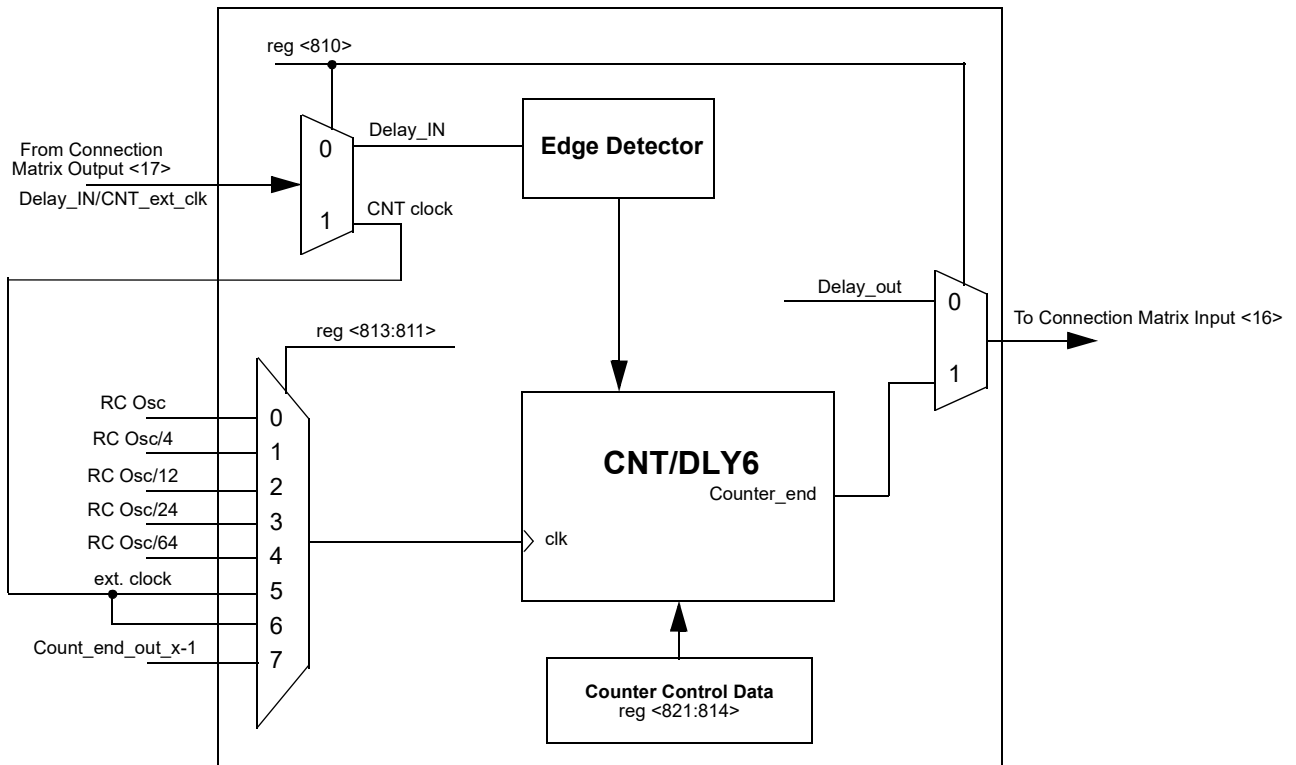 reg <810>
From Connection
Matrix Output <17>
Delay_IN/CNT_ext_clk
0
1
Delay_IN
CNT clock
Edge Detector
Delay_out
0
1
To Connection Matrix Input <16>
reg <813:811>
RC Osc
0
RC Osc/4
1
RC Osc/12
2
RC Osc/24
3
RC Osc/64
4
ext. clock
5
6
Count_end_out_x-1
7
CNT/DLY6
Counter_end
clk
Counter Control Data
reg <821:814>